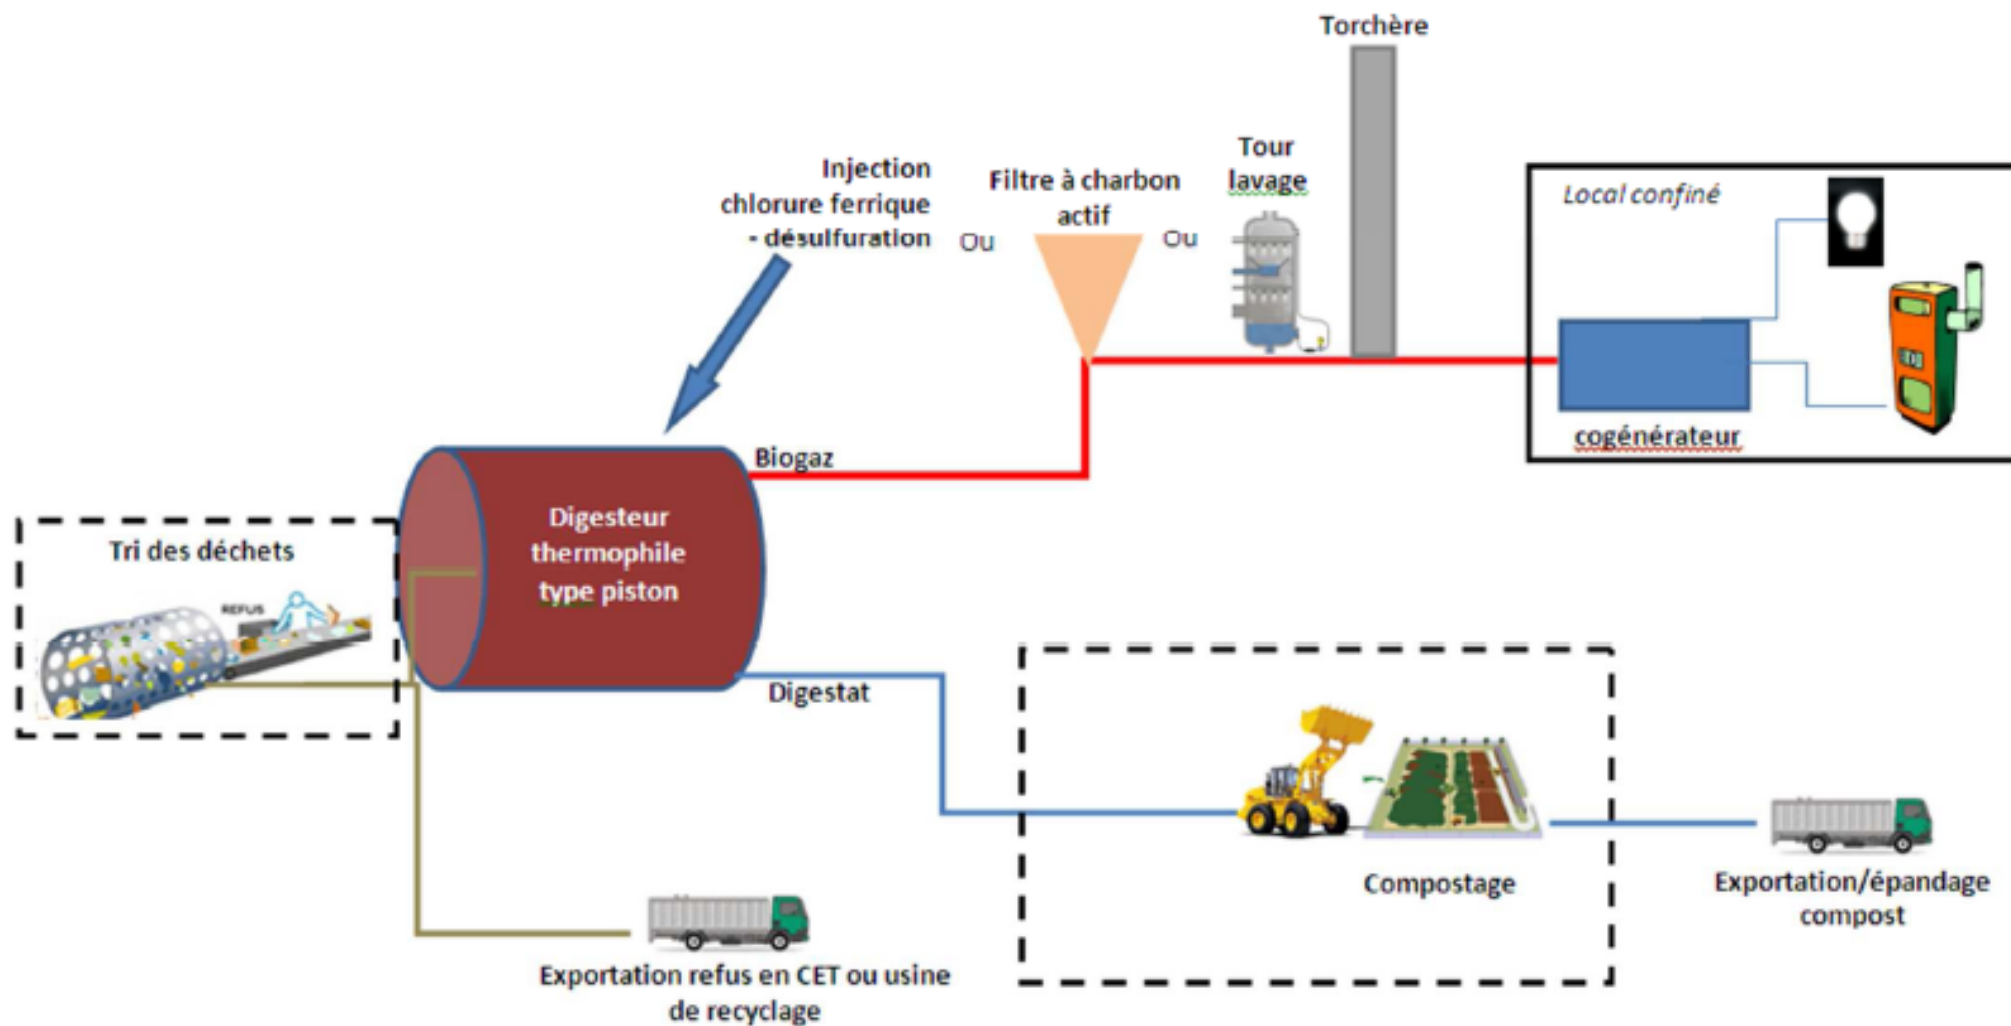 Torchère
Injection
chlorure ferrique
- désulfuration
Ou
Filtre à charbon
actif
Ou
Tour
lavage
Local confiné
cogénérateur
Biogaz
Digesteur
thermophile
type piston
Tri des déchets
REFUS
Digestat
Compostage
Exportation/épandage
compost
Exportation refus en CET ou usine
de recyclage